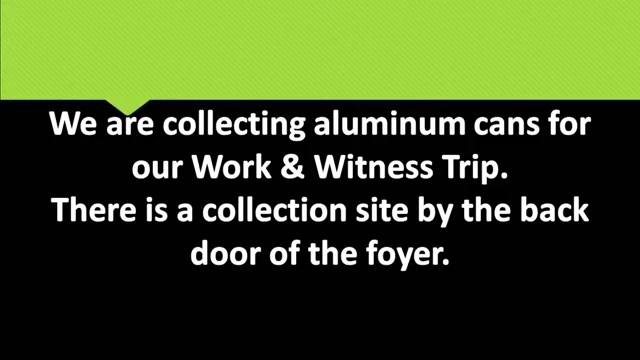 We are collecting aluminum cans for
our Work & Witness Trip.
There is a collection site by the back
door of the foyer.